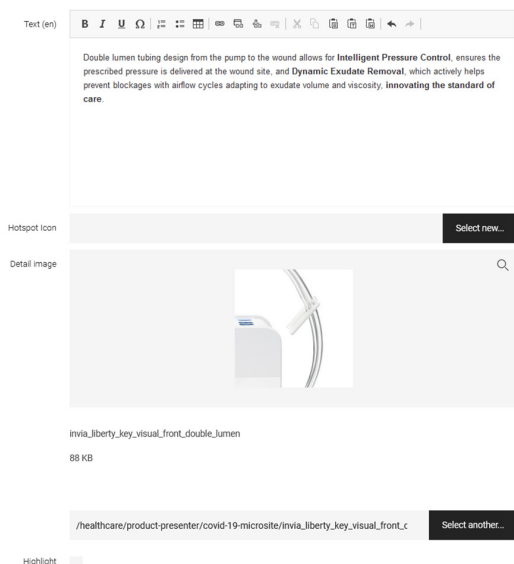 Text (en)
B I U Ω
Double lumen tubing design from the pump to the wound allows for Intelligent Pressure Control, ensures the
prescribed pressure is delivered at the wound site, and Dynamic Exudate Removal, which actively helps
prevent blockages with airflow cycles adapting to exudate volume and viscosity, innovating the standard of
care.
Hotspot Icon
Select new...
Detail image
invia_liberty_key_visual_front_double_lumen
88 KB
/healthcare/product-presenter/covid-19-microsite/invia_liberty_key_visual_front_c
Select another...
Highlight